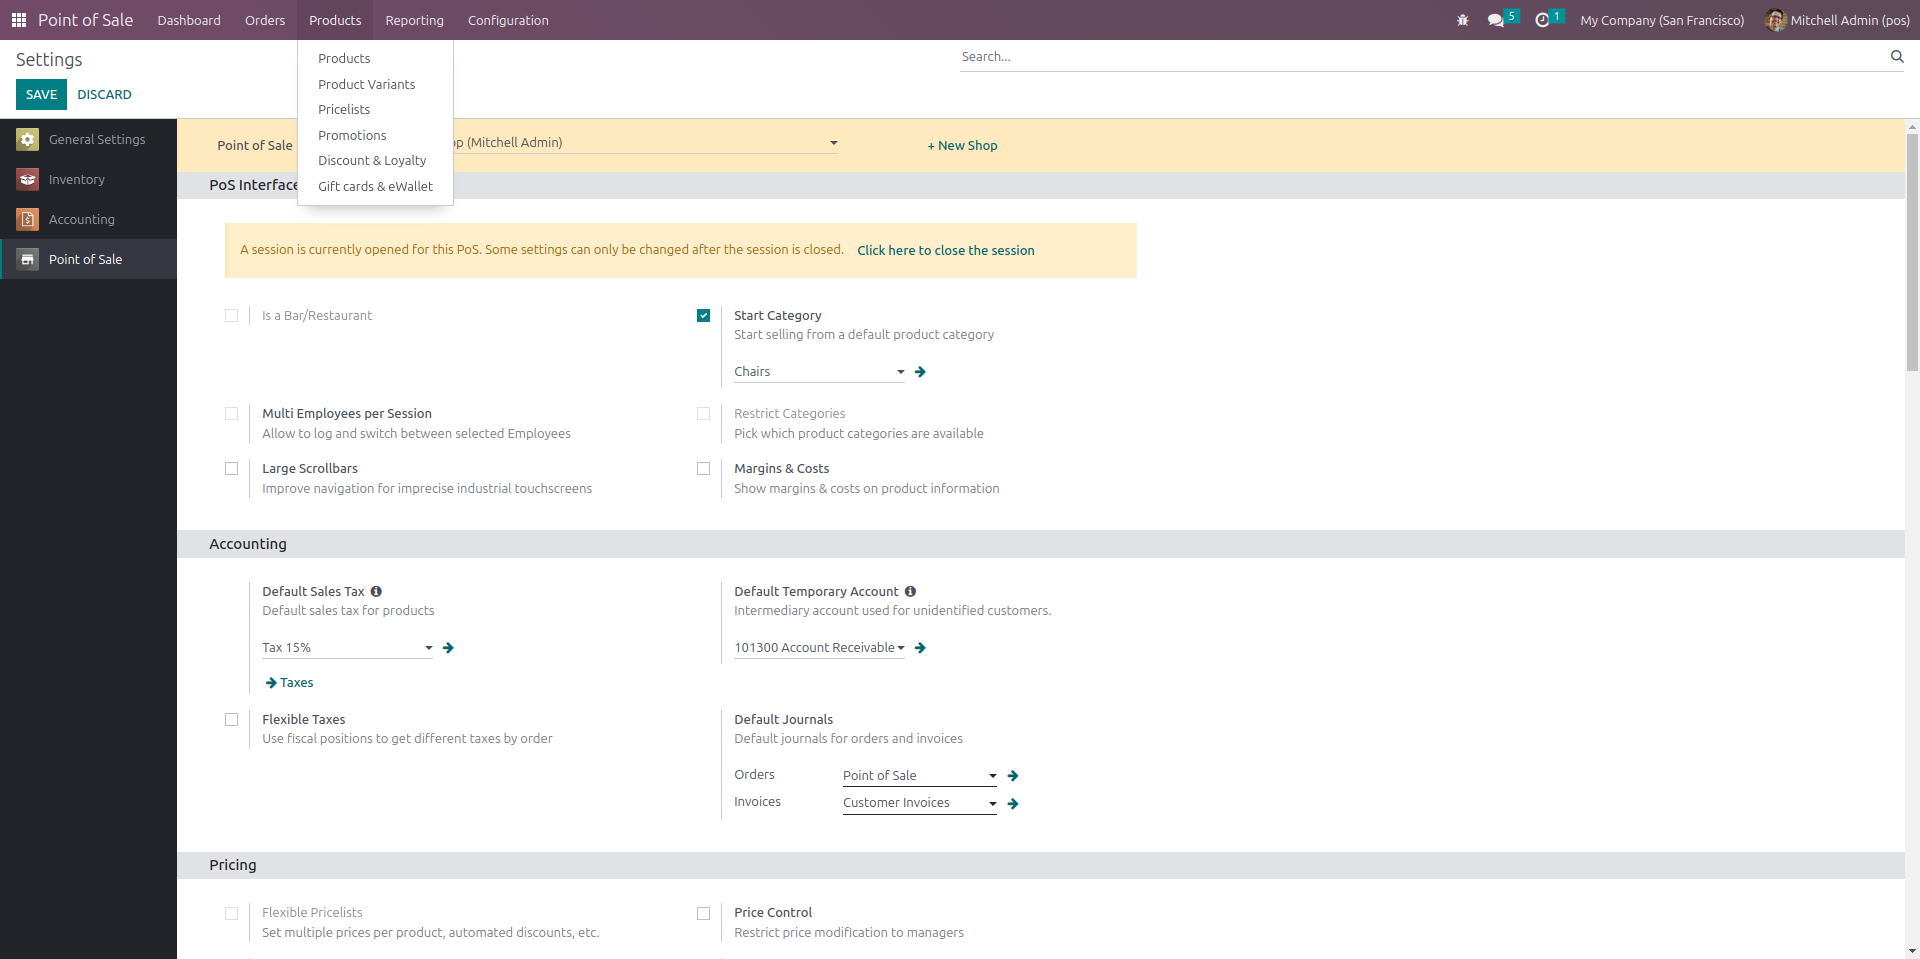 Point of Sale Dashboard Orders Products Reporting Configuration 5 1 My Company (San Francisco) Mitchell Admin (pos)
Settings
Search...
SAVE DISCARD
Products
Product Variants
Pricelists
Promotions
Discount & Loyalty
Gift cards & eWallet
General Settings
Inventory
Accounting
Point of Sale
Point of Sale op (Mitchell Admin) + New Shop
PoS Interface
A session is currently opened for this PoS. Some settings can only be changed after the session is closed. Click here to close the session
Is a Bar/Restaurant
Start Category
Start selling from a default product category
Chairs
Multi Employees per Session
Allow to log and switch between selected Employees
Restrict Categories
Pick which product categories are available
Large Scrollbars
Improve navigation for imprecise industrial touchscreens
Margins & Costs
Show margins & costs on product information
Accounting
Default Sales Tax
Default sales tax for products
Tax 15%
Taxes
Default Temporary Account
Intermediary account used for unidentified customers.
101300 Account Receivable
Flexible Taxes
Use fiscal positions to get different taxes by order
Default Journals
Default journals for orders and invoices
Orders Point of Sale
Invoices Customer Invoices
Pricing
Flexible Pricelists
Set multiple prices per product, automated discounts, etc.
Price Control
Restrict price modification to managers